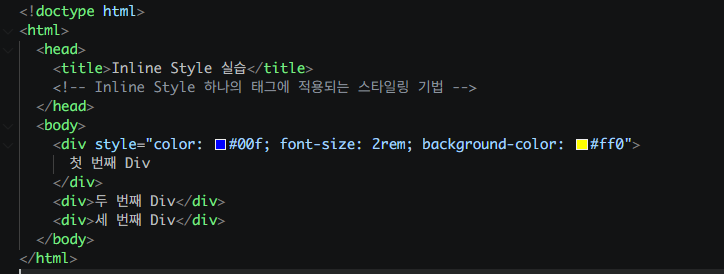 <!doctype html>
<html>
<head>
<title>Inline Style 실습</title>
<!-- Inline Style 하나의 태그에 적용되는 스타일링 기법 -->
</head>
<body>
<div style="color: #00f; font-size: 2rem; background-color: #ff0">
첫 번째 Div
</div>
<div>두 번째 Div</div>
<div>세 번째 Div</div>
</body>
</html>